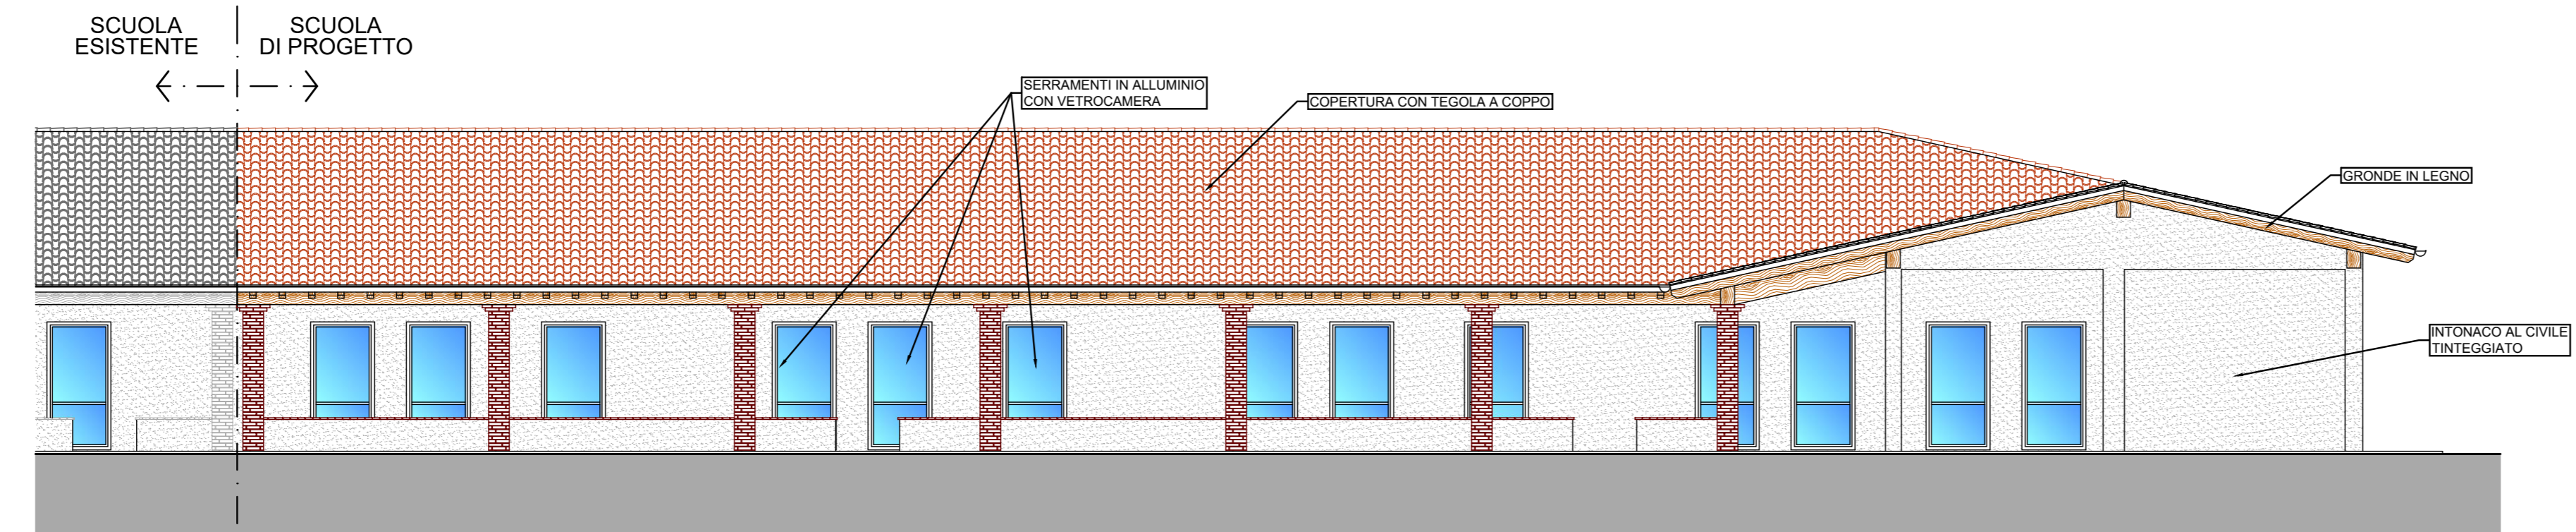 SCUOLA
ESISTENTE
SCUOLA
DI PROGETTO
SERRAMENTI IN ALLUMINIO
CON VETROCAMERA
COPERTURA CON TEGOLA A COPPO
GRONDE IN LEGNO
INTONACO AL CIVILE
TINTEGGIATO